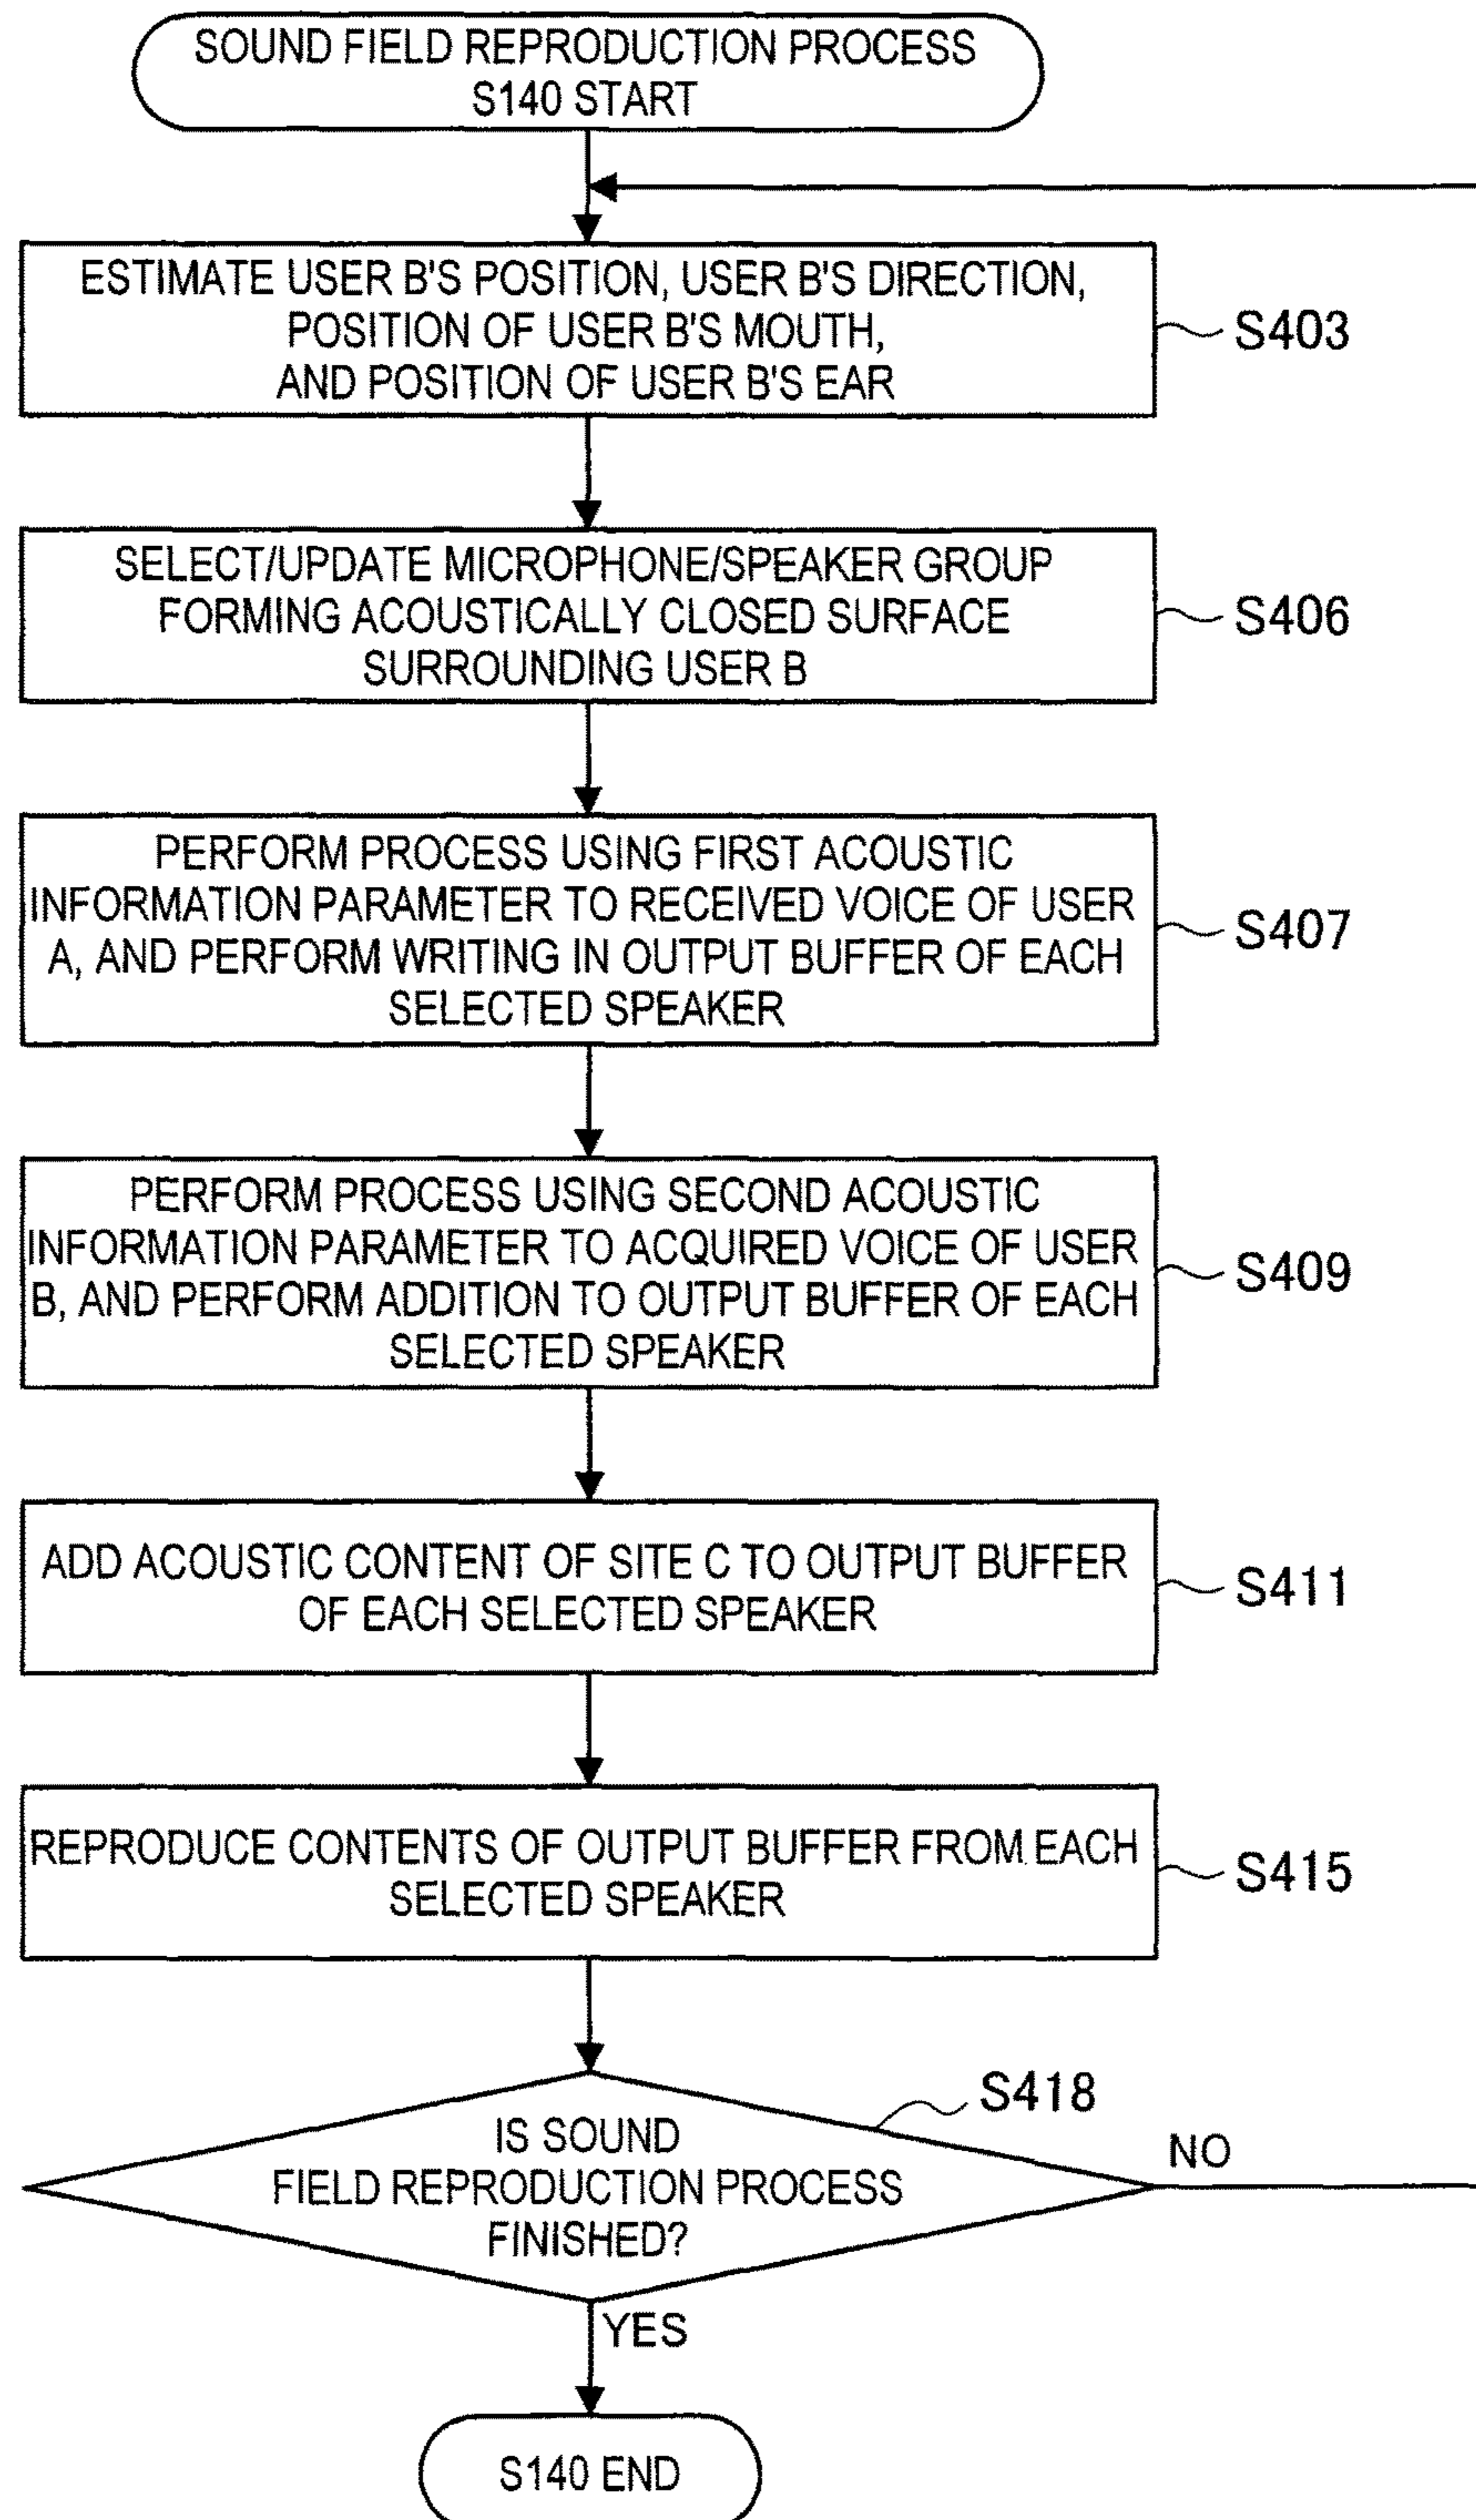 SOUND FIELD REPRODUCTION PROCESS
S140 START
ESTIMATE USER B'S POSITION, USER B'S DIRECTION,
POSITION OF USER B'S MOUTH,
AND POSITION OF USER B'S EAR
S403
SELECT/UPDATE MICROPHONE/SPEAKER GROUP
FORMING ACOUSTICALLY CLOSED SURFACE
SURROUNDING USER B
S406
PERFORM PROCESS USING FIRST ACOUSTIC
INFORMATION PARAMETER TO RECEIVED VOICE OF USER
A, AND PERFORM WRITING IN OUTPUT BUFFER OF EACH
SELECTED SPEAKER
S407
PERFORM PROCESS USING SECOND ACOUSTIC
INFORMATION PARAMETER TO ACQUIRED VOICE OF USER
B, AND PERFORM ADDITION TO OUTPUT BUFFER OF EACH
SELECTED SPEAKER
S409
ADD ACOUSTIC CONTENT OF SITE C TO OUTPUT BUFFER
OF EACH SELECTED SPEAKER
S411
REPRODUCE CONTENTS OF OUTPUT BUFFER FROM EACH
SELECTED SPEAKER
S415
S418
IS SOUND
FIELD REPRODUCTION PROCESS
FINISHED?
NO
YES
S140 END